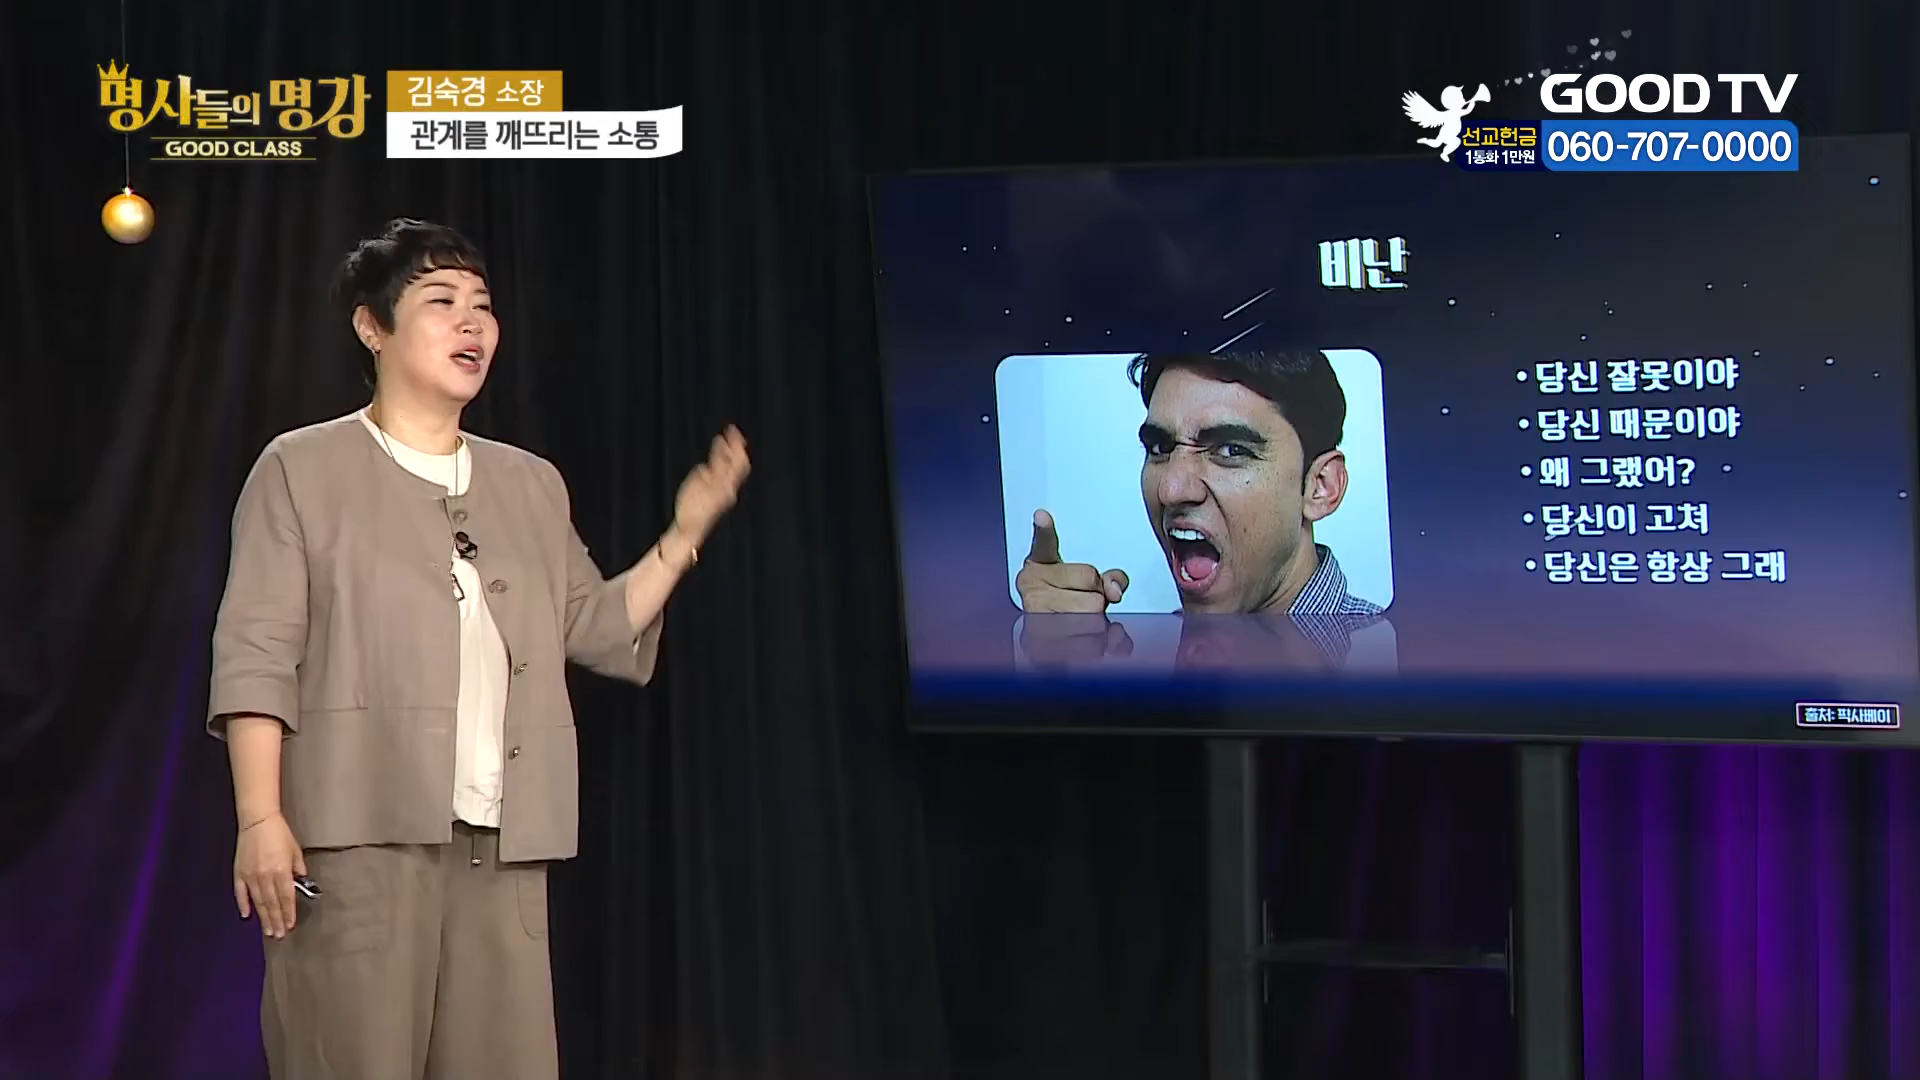 명사들의 명강
GOOD CLASS
김숙경 소장
관계를 깨뜨리는 소통
GOOD TV
선교헌금
1통화 1만원
060-707-0000
비난
• 당신 잘못이야
• 당신 때문이야
• 왜 그랬어?
• 당신이 고쳐
• 당신은 항상 그래
출처: 픽사베이